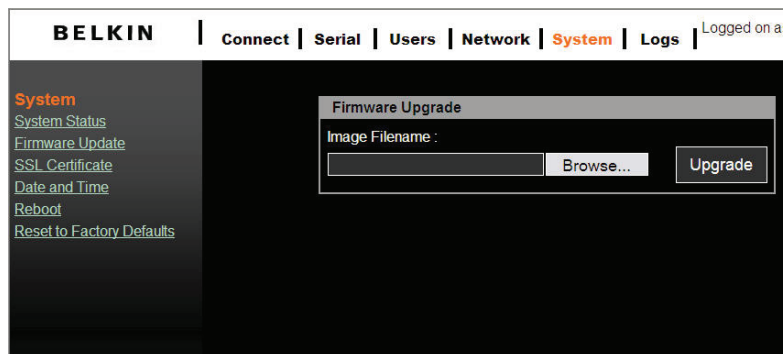 BELKIN
Connect | Serial | Users | Network | System | Logs | Logged on a
System
System Status
Firmware Update
SSL Certificate
Date and Time
Reboot
Reset to Factory Defaults
Firmware Upgrade
Image Filename :
Browse...
Upgrade